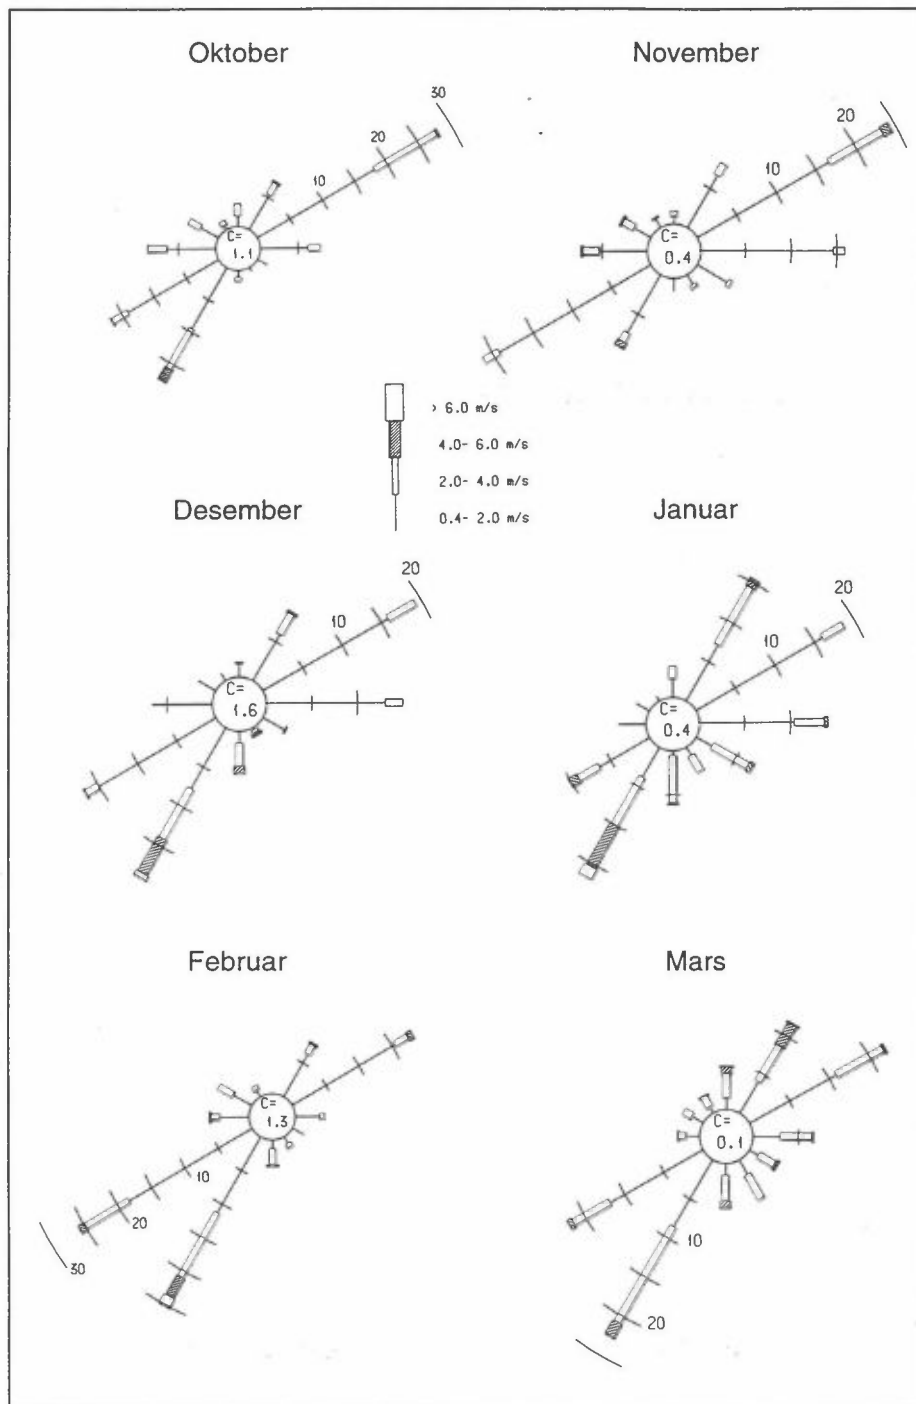 Oktober
November
30
20
10
C=
1.1
20
10
C=
0.4
> 6.0 m/s
4.0- 6.0 m/s
2.0- 4.0 m/s
0.4- 2.0 m/s
Desember
Januar
20
10
C=
1.6
20
10
C=
0.4
Februar
Mars
C=
1.3
10
20
30
C=
0.1
10
20